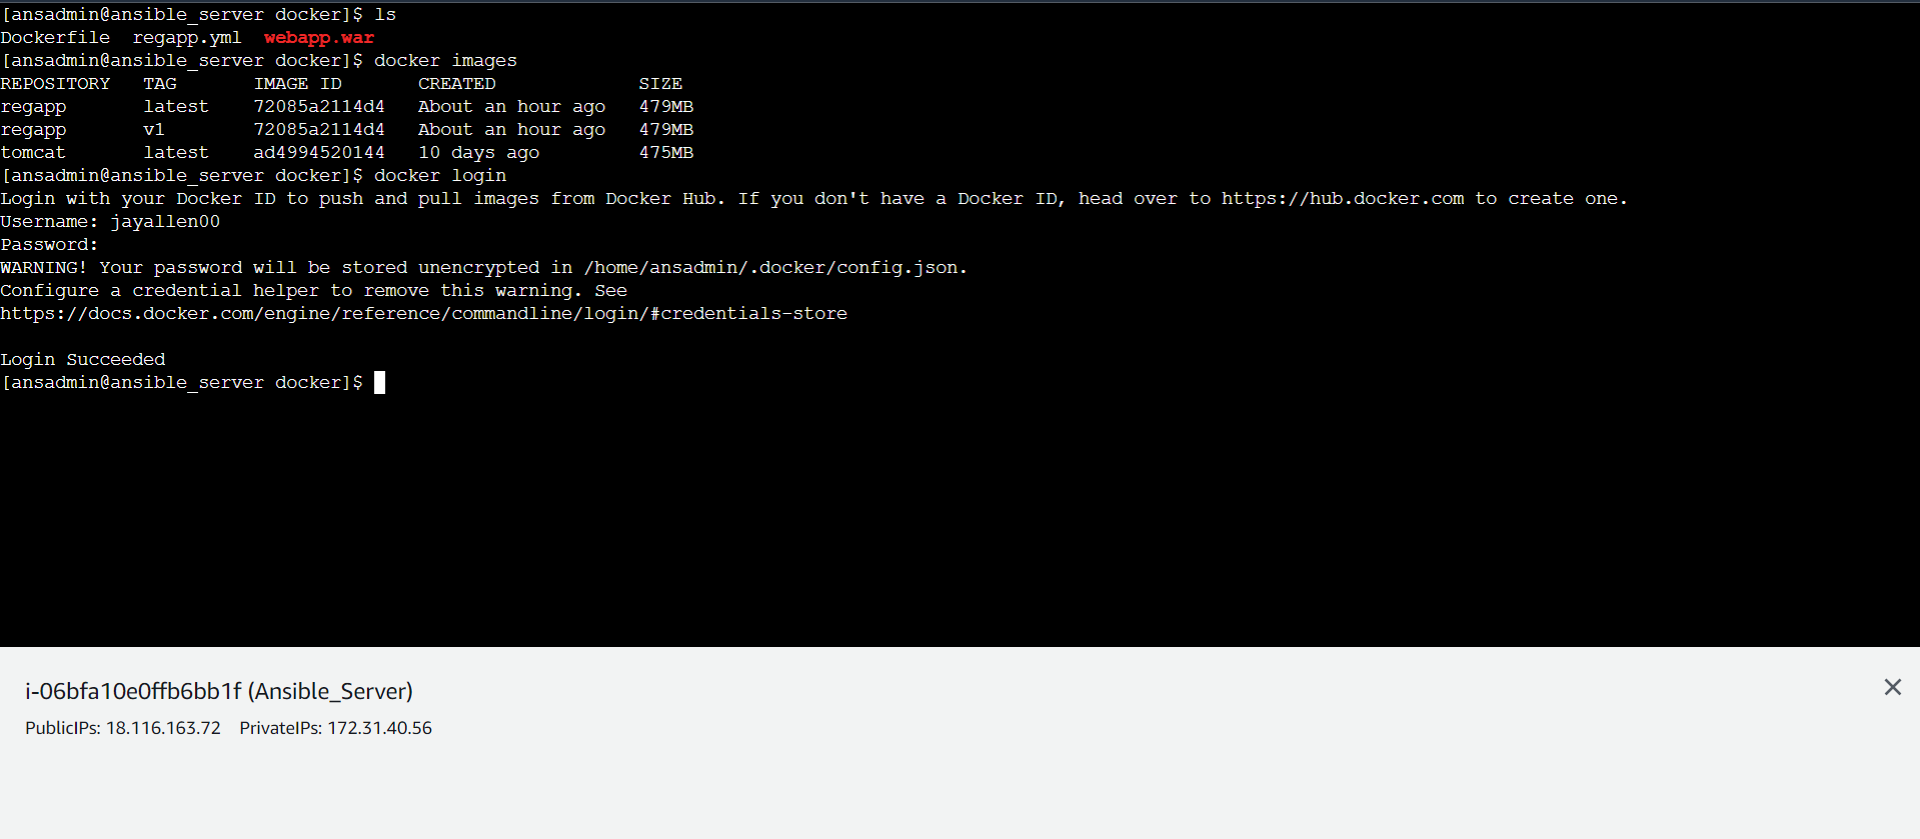 [ansadmin@ansible_server docker]$ ls
Dockerfile  regapp.yml  webapp.war
[ansadmin@ansible_server docker]$ docker images
REPOSITORY   TAG       IMAGE ID       CREATED             SIZE
regapp       latest    72085a2114d4   About an hour ago   479MB
regapp       v1        72085a2114d4   About an hour ago   479MB
tomcat       latest    ad4994520144   10 days ago         475MB
[ansadmin@ansible_server docker]$ docker login
Login with your Docker ID to push and pull images from Docker Hub. If you don't have a Docker ID, head over to https://hub.docker.com to create one.
Username: jayallen00
Password:
WARNING! Your password will be stored unencrypted in /home/ansadmin/.docker/config.json.
Configure a credential helper to remove this warning. See
https://docs.docker.com/engine/reference/commandline/login/#credentials-store
Login Succeeded
[ansadmin@ansible_server docker]$
i-06bfa10e0ffb6bb1f (Ansible_Server)
PublicIPs: 18.116.163.72    PrivateIPs: 172.31.40.56